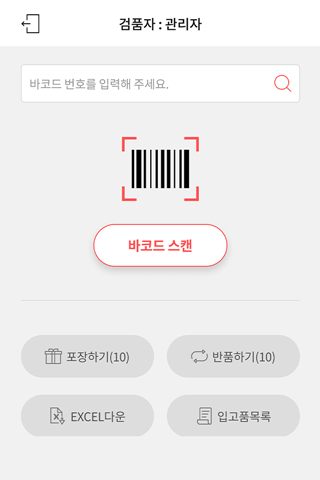 검품자 : 관리자
바코드 번호를 입력해 주세요.
바코드 스캔
포장하기(10)
반품하기(10)
EXCEL다운
입고품목록